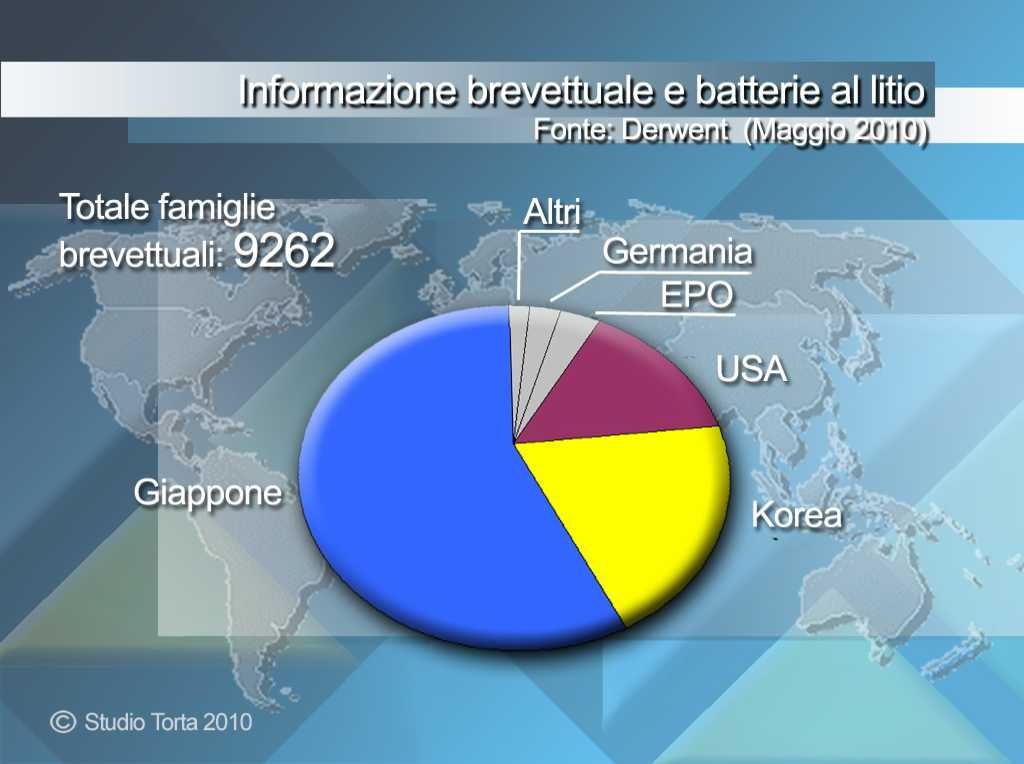 Informazione brevettuale e batterie al litio
Fonte: Derwent (Maggio 2010)
Totale famiglie
brevettuali: 9262
Altri
Germania
EPO
USA
Giappone
Korea
© Studio Torta 2010